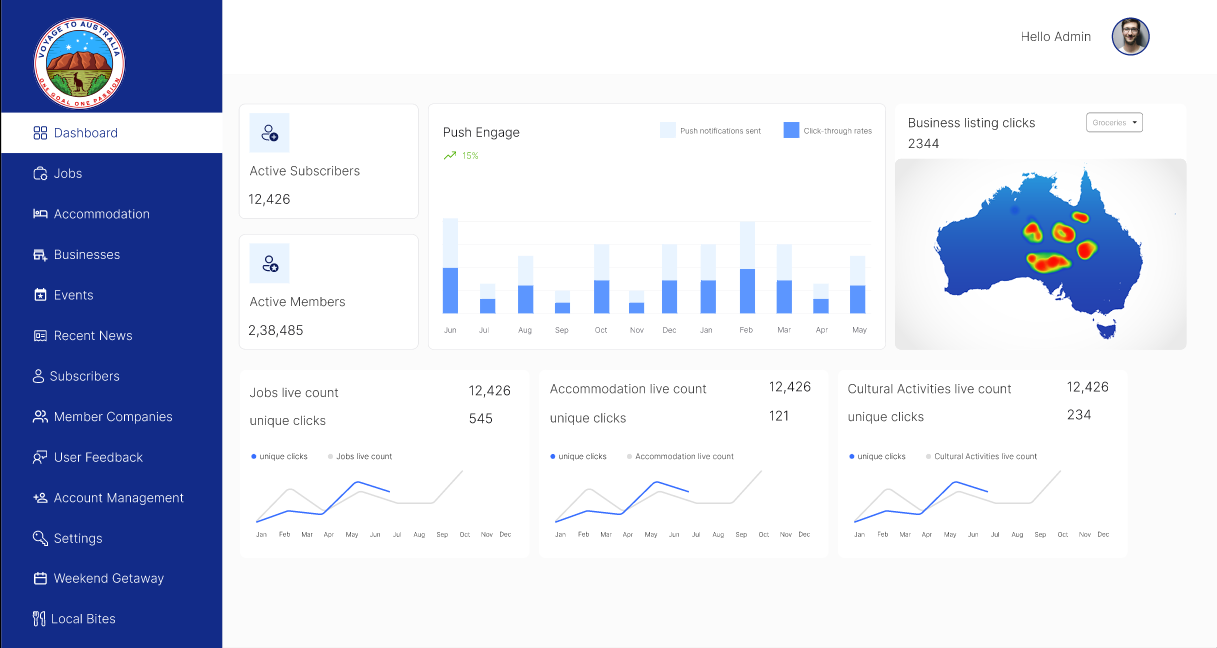 VOYAGE TO AUSTRALIA
ONE GOAL ONE PASSION
Hello Admin
Dashboard
Jobs
Accommodation
Businesses
Events
Recent News
Subscribers
Member Companies
User Feedback
Account Management
Settings
Weekend Getaway
Local Bites
Active Subscribers
12,426
Active Members
2,38,485
Push Engage
15%
Push notifications sent
Click-through rates
Jun Jul Aug Sep Oct Nov Dec Jan Feb Mar Apr May
Business listing clicks
2344
Groceries
Jobs live count 12,426
unique clicks 545
unique clicks Jobs live count
Jan Feb Mar Apr May Jun Jul Aug Sep Oct Nov Dec
Accommodation live count 12,426
unique clicks 121
unique clicks Accommodation live count
Jan Feb Mar Apr May Jun Jul Aug Sep Oct Nov Dec
Cultural Activities live count 12,426
unique clicks 234
unique clicks Cultural Activities live count
Jan Feb Mar Apr May Jun Jul Aug Sep Oct Nov Dec